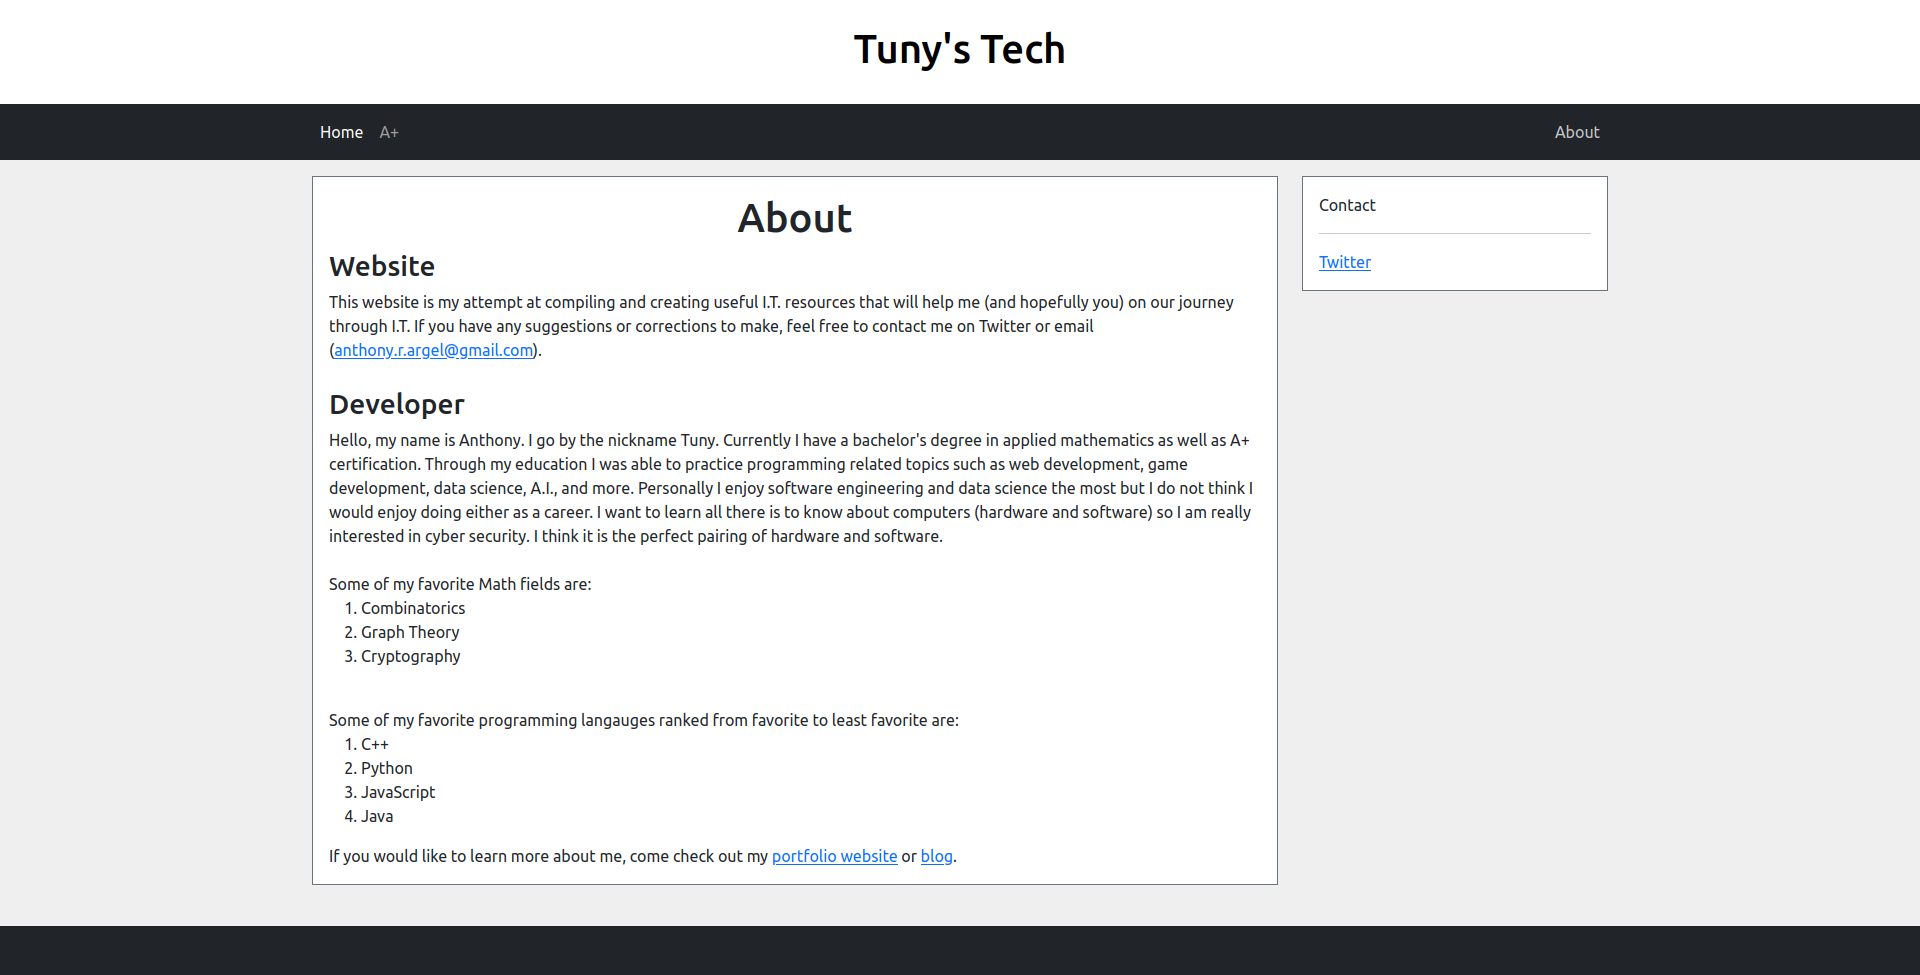 Tuny's Tech
Home A+ About
About
Website
This website is my attempt at compiling and creating useful I.T. resources that will help me (and hopefully you) on our journey
through I.T. If you have any suggestions or corrections to make, feel free to contact me on Twitter or email
(anthony.r.argel@gmail.com).
Developer
Hello, my name is Anthony. I go by the nickname Tuny. Currently I have a bachelor's degree in applied mathematics as well as A+
certification. Through my education I was able to practice programming related topics such as web development, game
development, data science, A.I., and more. Personally I enjoy software engineering and data science the most but I do not think I
would enjoy doing either as a career. I want to learn all there is to know about computers (hardware and software) so I am really
interested in cyber security. I think it is the perfect pairing of hardware and software.
Some of my favorite Math fields are:
1. Combinatorics
2. Graph Theory
3. Cryptography
Some of my favorite programming langauges ranked from favorite to least favorite are:
1. C++
2. Python
3. JavaScript
4. Java
If you would like to learn more about me, come check out my portfolio website or blog.
Contact
Twitter